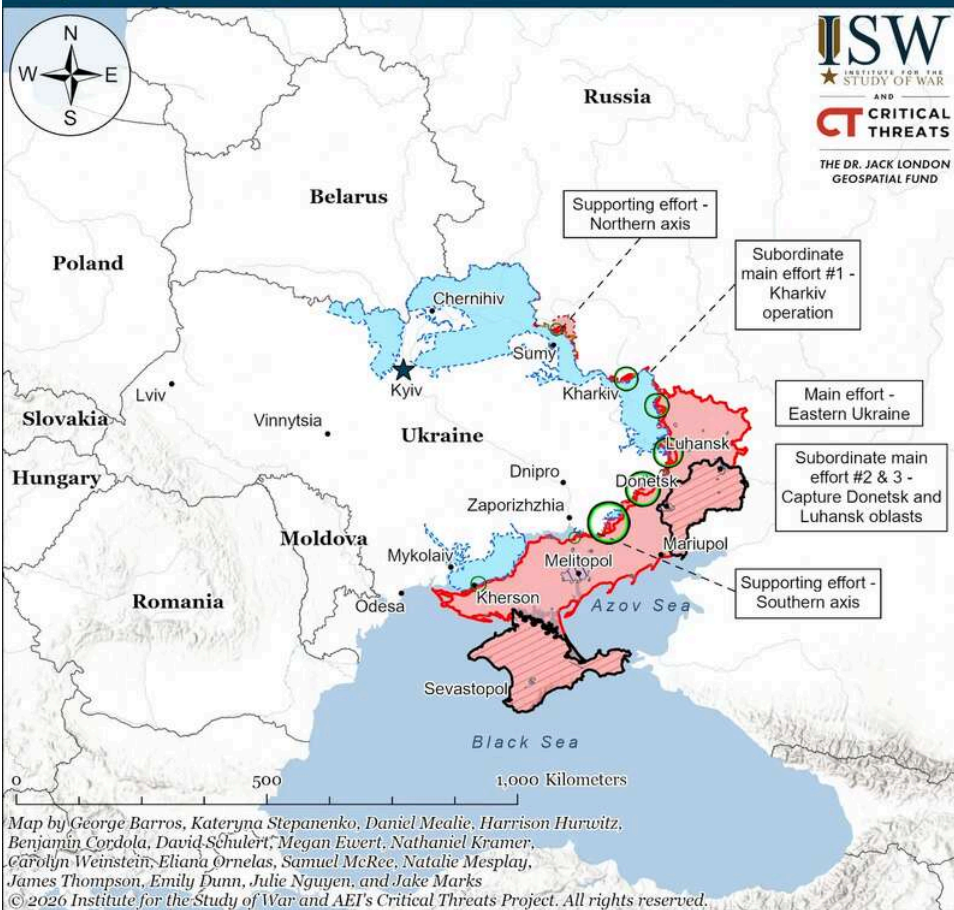 N
W
E
S
ISW
INSTITUTE FOR THE
STUDY OF WAR
AND
CT CRITICAL
THREATS
THE DR. JACK LONDON
GEOSPATIAL FUND
Russia
Belarus
Supporting effort -
Northern axis
Poland
Subordinate
main effort #1 -
Kharkiv
operation
Chernihiv
Sumy
Kyiv
Kharkiv
Lviv
Main effort -
Eastern Ukraine
Slovakia
Vinnytsia
Ukraine
Luhansk
Hungary
Dnipro
Donetsk
Subordinate main
effort #2 & 3 -
Capture Donetsk and
Luhansk oblasts
Zaporizhzhia
Moldova
Mykolaiv
Melitopol
Mariupol
Supporting effort -
Southern axis
Romania
Odesa
Kherson
Azov Sea
Sevastopol
Black Sea
0
500
1,000 Kilometers
Map by George Barros, Kateryna Stepanenko, Daniel Mealie, Harrison Hurwitz,
Benjamin Cordola, David Schulert, Megan Ewert, Nathaniel Kramer,
Carolyn Weinstein, Eliana Ornelas, Samuel McRee, Natalie Mesplay,
James Thompson, Emily Dunn, Julie Nguyen, and Jake Marks
© 2026 Institute for the Study of War and AEI's Critical Threats Project. All rights reserved.